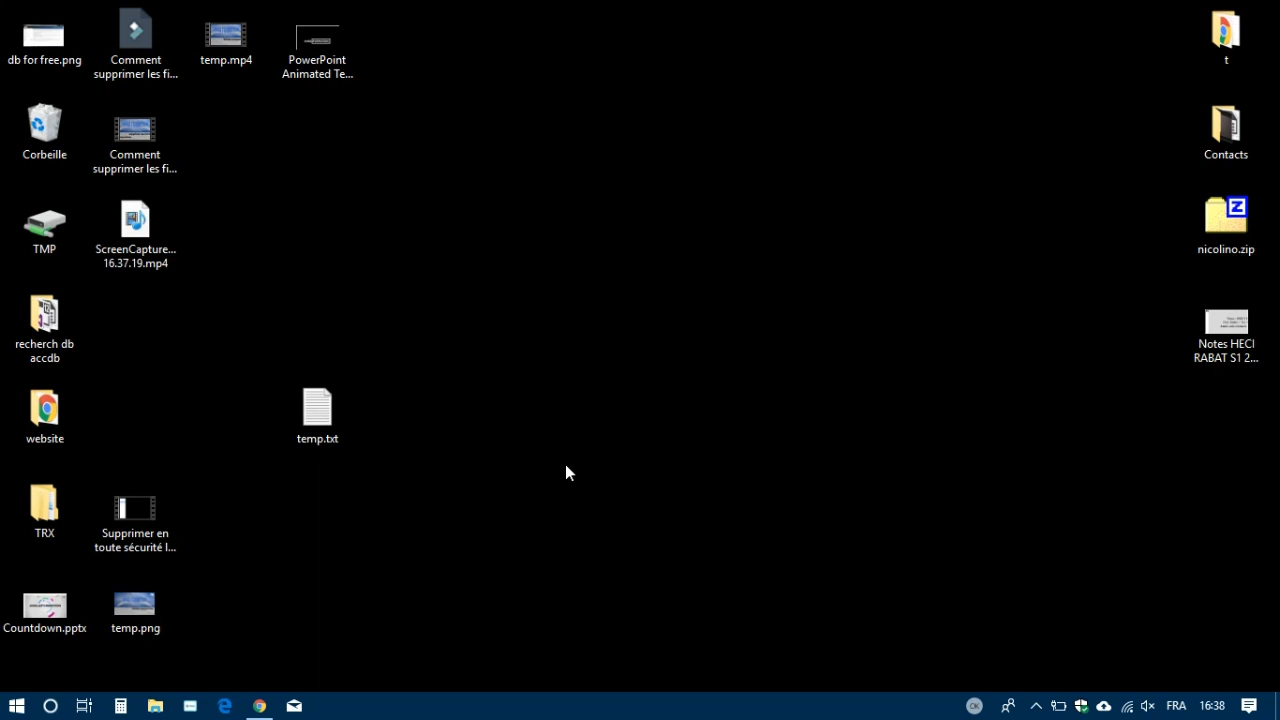 db for free.png
Comment
supprimer les fi...
temp.mp4
PowerPoint
Animated Te...
t
Corbeille
Comment
supprimer les fi...
Contacts
TMP
ScreenCapture...
16.37.19.mp4
nicolino.zip
Z
recherch db
accdb
Notes HECI
RABAT S1 2...
website
temp.txt
TRX
Supprimer en
toute sécurité l...
Countdown.pptx
temp.png
OK
FRA
16:38